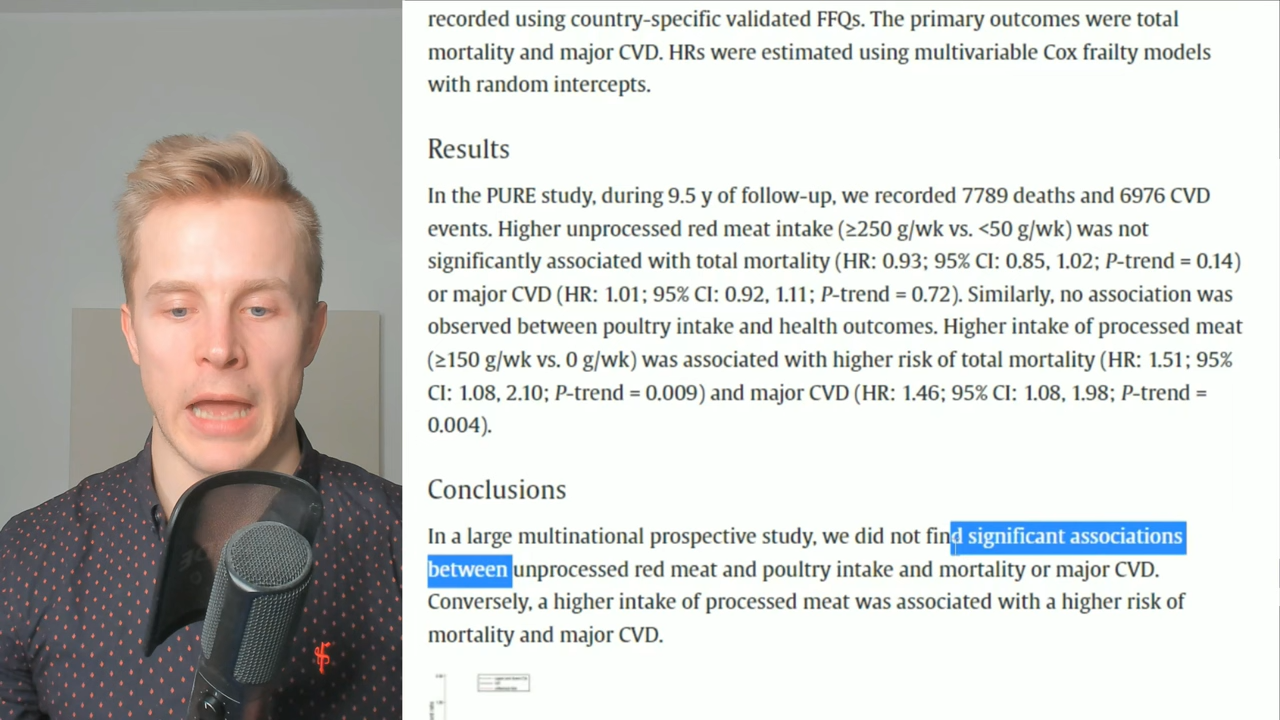 recorded using country-specific validated FFQs. The primary outcomes were total
mortality and major CVD. HRs were estimated using multivariable Cox frailty models
with random intercepts.
Results
In the PURE study, during 9.5 y of follow-up, we recorded 7789 deaths and 6976 CVD
events. Higher unprocessed red meat intake (≥250 g/wk vs. <50 g/wk) was not
significantly associated with total mortality (HR: 0.93; 95% CI: 0.85, 1.02; P-trend = 0.14)
or major CVD (HR: 1.01; 95% CI: 0.92, 1.11; P-trend = 0.72). Similarly, no association was
observed between poultry intake and health outcomes. Higher intake of processed meat
(≥150 g/wk vs. 0 g/wk) was associated with higher risk of total mortality (HR: 1.51; 95%
CI: 1.08, 2.10; P-trend = 0.009) and major CVD (HR: 1.46; 95% CI: 1.08, 1.98; P-trend =
0.004).
Conclusions
In a large multinational prospective study, we did not find significant associations
between unprocessed red meat and poultry intake and mortality or major CVD.
Conversely, a higher intake of processed meat was associated with a higher risk of
mortality and major CVD.